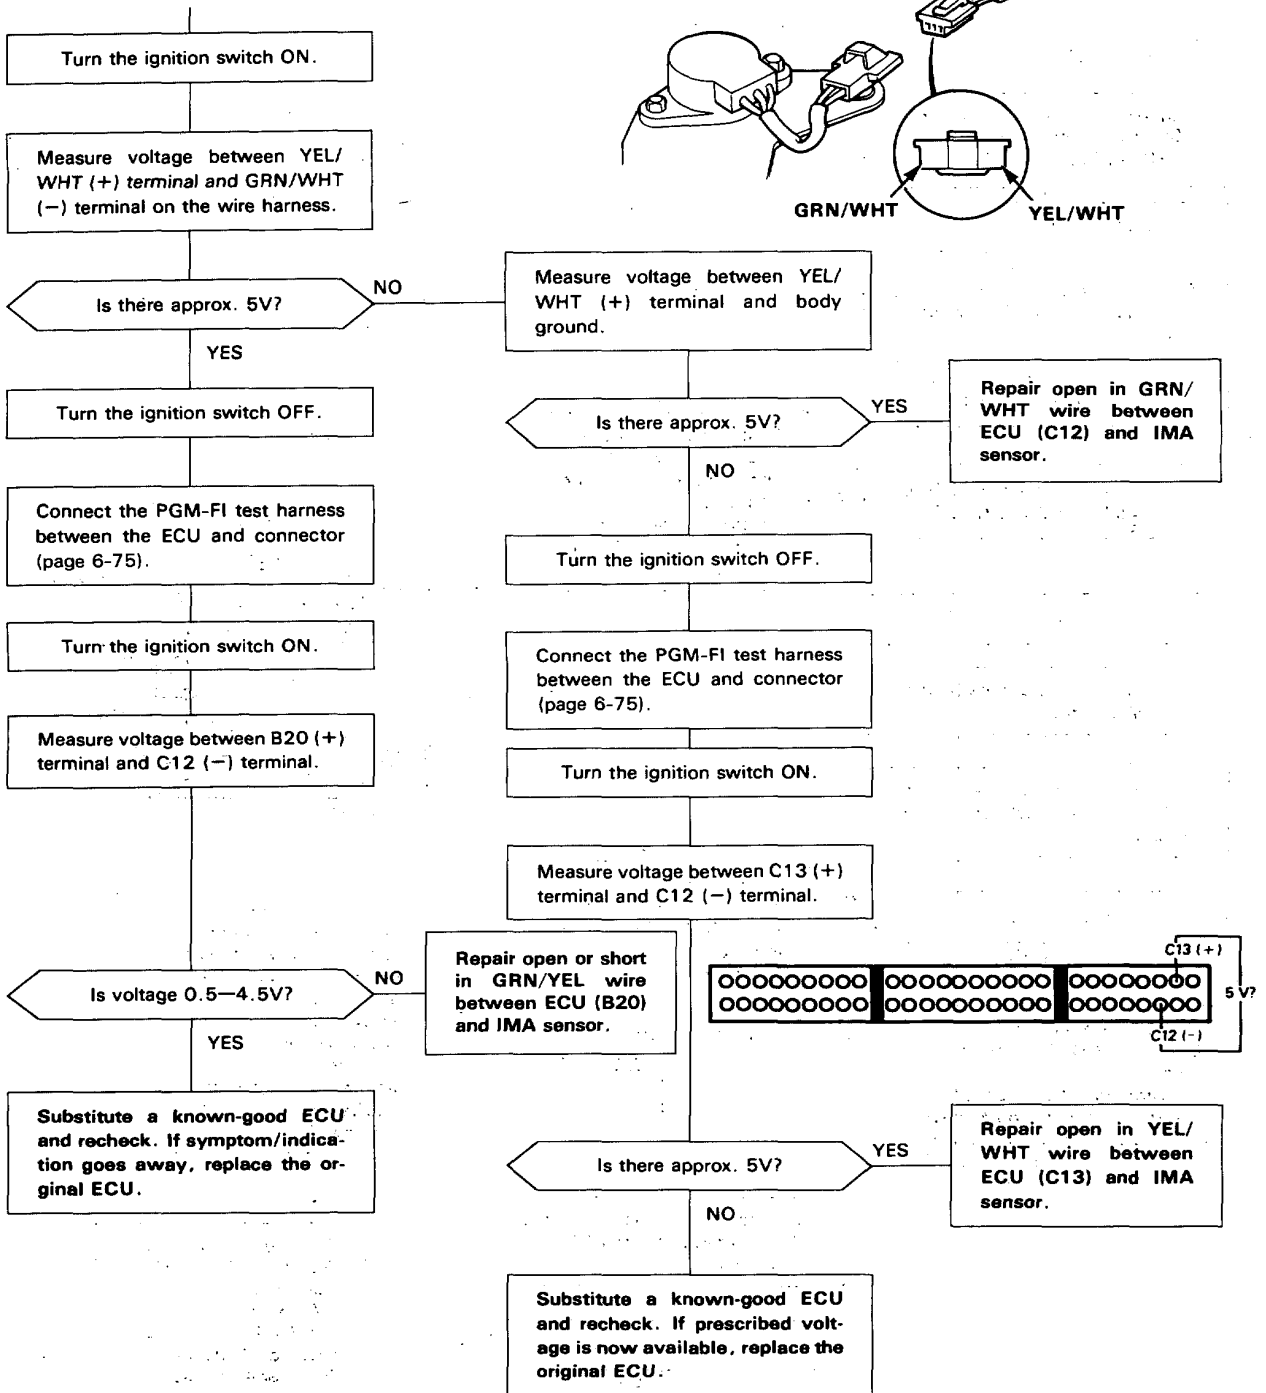 Turn the ignition switch ON.
Measure voltage between YEL/
WHT (+) terminal and GRN/WHT
(−) terminal on the wire harness.
GRN/WHT
YEL/WHT
Is there approx. 5V?
NO
YES
Measure voltage between YEL/
WHT (+) terminal and body
ground.
Is there approx. 5V?
YES
NO
Repair open in GRN/
WHT wire between
ECU (C12) and IMA
sensor.
Turn the ignition switch OFF.
Connect the PGM-FI test harness
between the ECU and connector
(page 6-75).
Turn the ignition switch ON.
Measure voltage between B20 (+)
terminal and C12 (−) terminal.
Is voltage 0.5—4.5V?
NO
YES
Repair open or short
in GRN/YEL wire
between ECU (B20)
and IMA sensor.
Substitute a known-good ECU
and recheck. If symptom/indica-
tion goes away, replace the or-
ginal ECU.
Turn the ignition switch OFF.
Connect the PGM-FI test harness
between the ECU and connector
(page 6-75).
Turn the ignition switch ON.
Measure voltage between C13 (+)
terminal and C12 (−) terminal.
C13 (+)
5 V?
C12 (−)
Is there approx. 5V?
YES
NO
Repair open in YEL/
WHT wire between
ECU (C13) and IMA
sensor.
Substitute a known-good ECU
and recheck. If prescribed volt-
age is now available, replace the
original ECU.